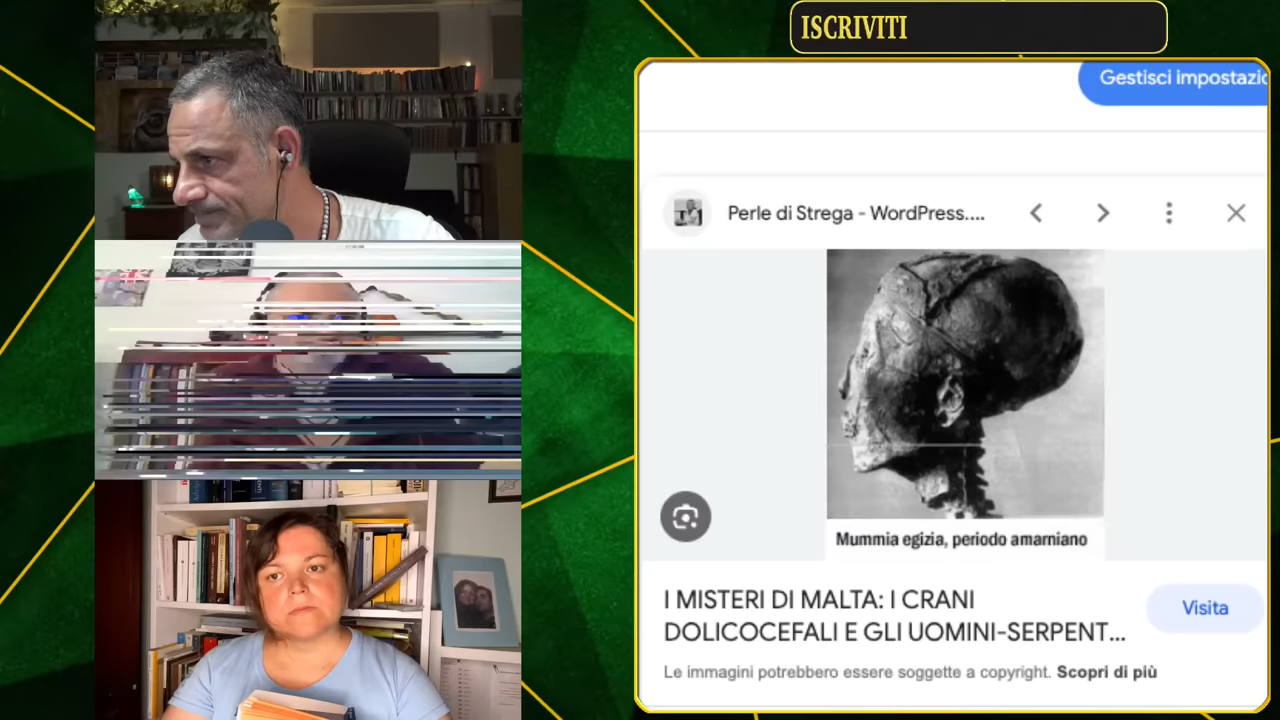 ISCRIVITI
Gestisci impostazio
Perle di Strega - WordPress....
Mummia egizia, periodo amarniano
I MISTERI DI MALTA: I CRANI
DOLICOCEFALI E GLI UOMINI-SERPENT...
Visita
Le immagini potrebbero essere soggette a copyright. Scopri di più